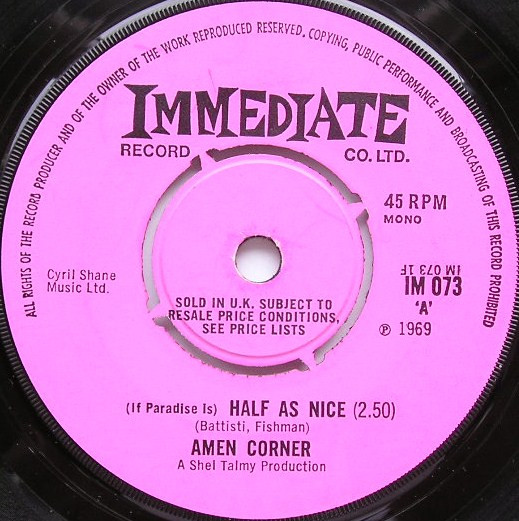 ALL RIGHTS OF THE RECORD PRODUCER AND OF THE OWNER OF THE WORK REPRODUCED RESERVED, COPYING, PUBLIC PERFORMANCE AND BROADCASTING OF THIS RECORD PROHIBITED
IMMEDIATE
RECORD CO. LTD.
45 RPM
MONO
Cyril Shane
Music Ltd.
IM 073 1F
IM 073
'A'
℗ 1969
SOLD IN U.K. SUBJECT TO
RESALE PRICE CONDITIONS,
SEE PRICE LISTS
(If Paradise Is) HALF AS NICE (2.50)
(Battisti, Fishman)
AMEN CORNER
A Shel Talmy Production